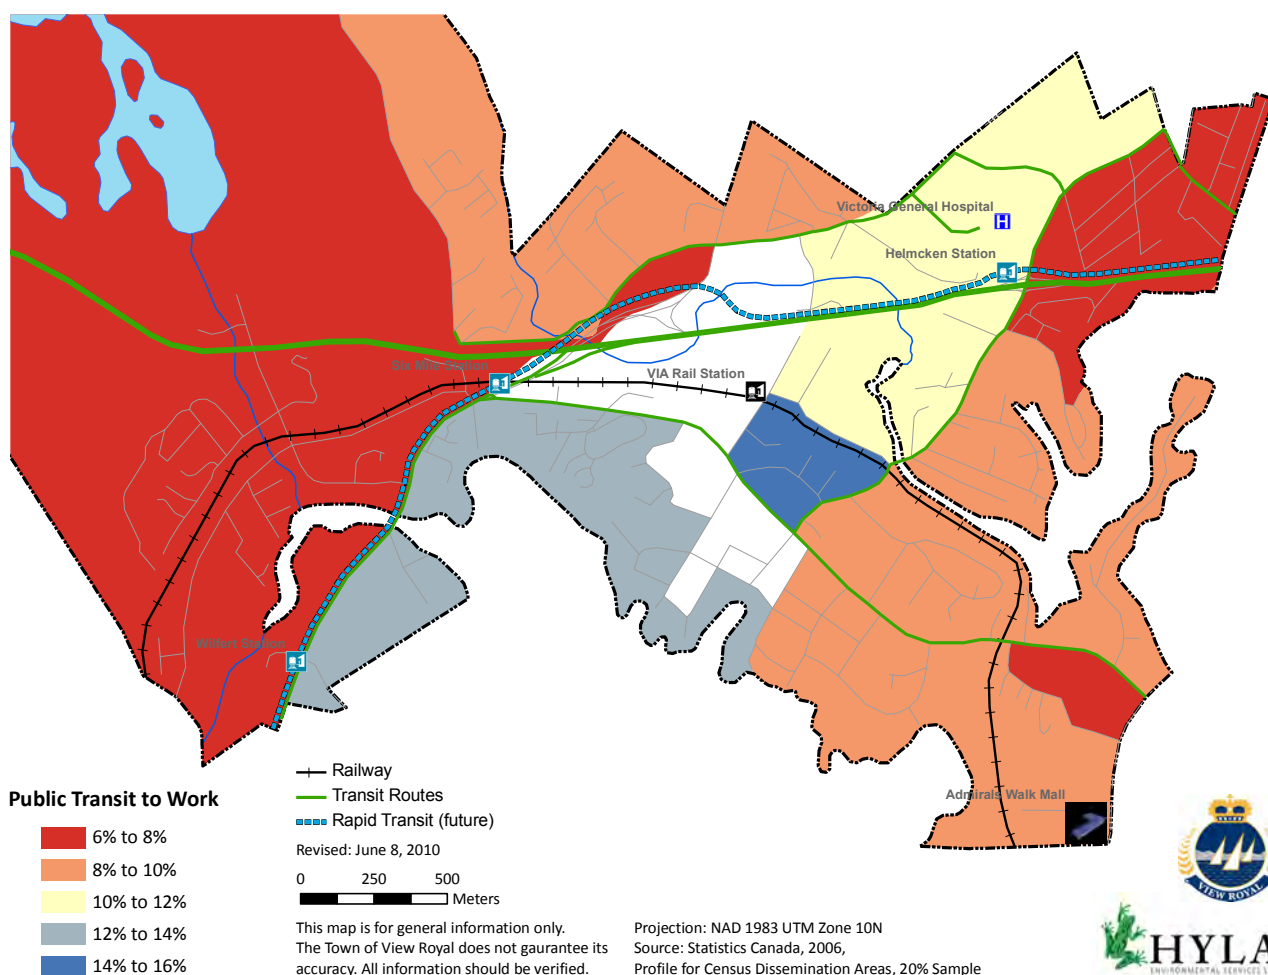 Victoria General Hospital
H
Helmcken Station
Six Mile Station
VIA Rail Station
Wilfert Station
Admirals Walk Mall
Public Transit to Work
6% to 8%
8% to 10%
10% to 12%
12% to 14%
14% to 16%
Railway
Transit Routes
Rapid Transit (future)
Revised: June 8, 2010
0 250 500
Meters
This map is for general information only.
The Town of View Royal does not gaurantee its
accuracy. All information should be verified.
Projection: NAD 1983 UTM Zone 10N
Source: Statistics Canada, 2006,
Profile for Census Dissemination Areas, 20% Sample
VIEW ROYAL
HYLA
ENVIRONMENTAL SERVICES